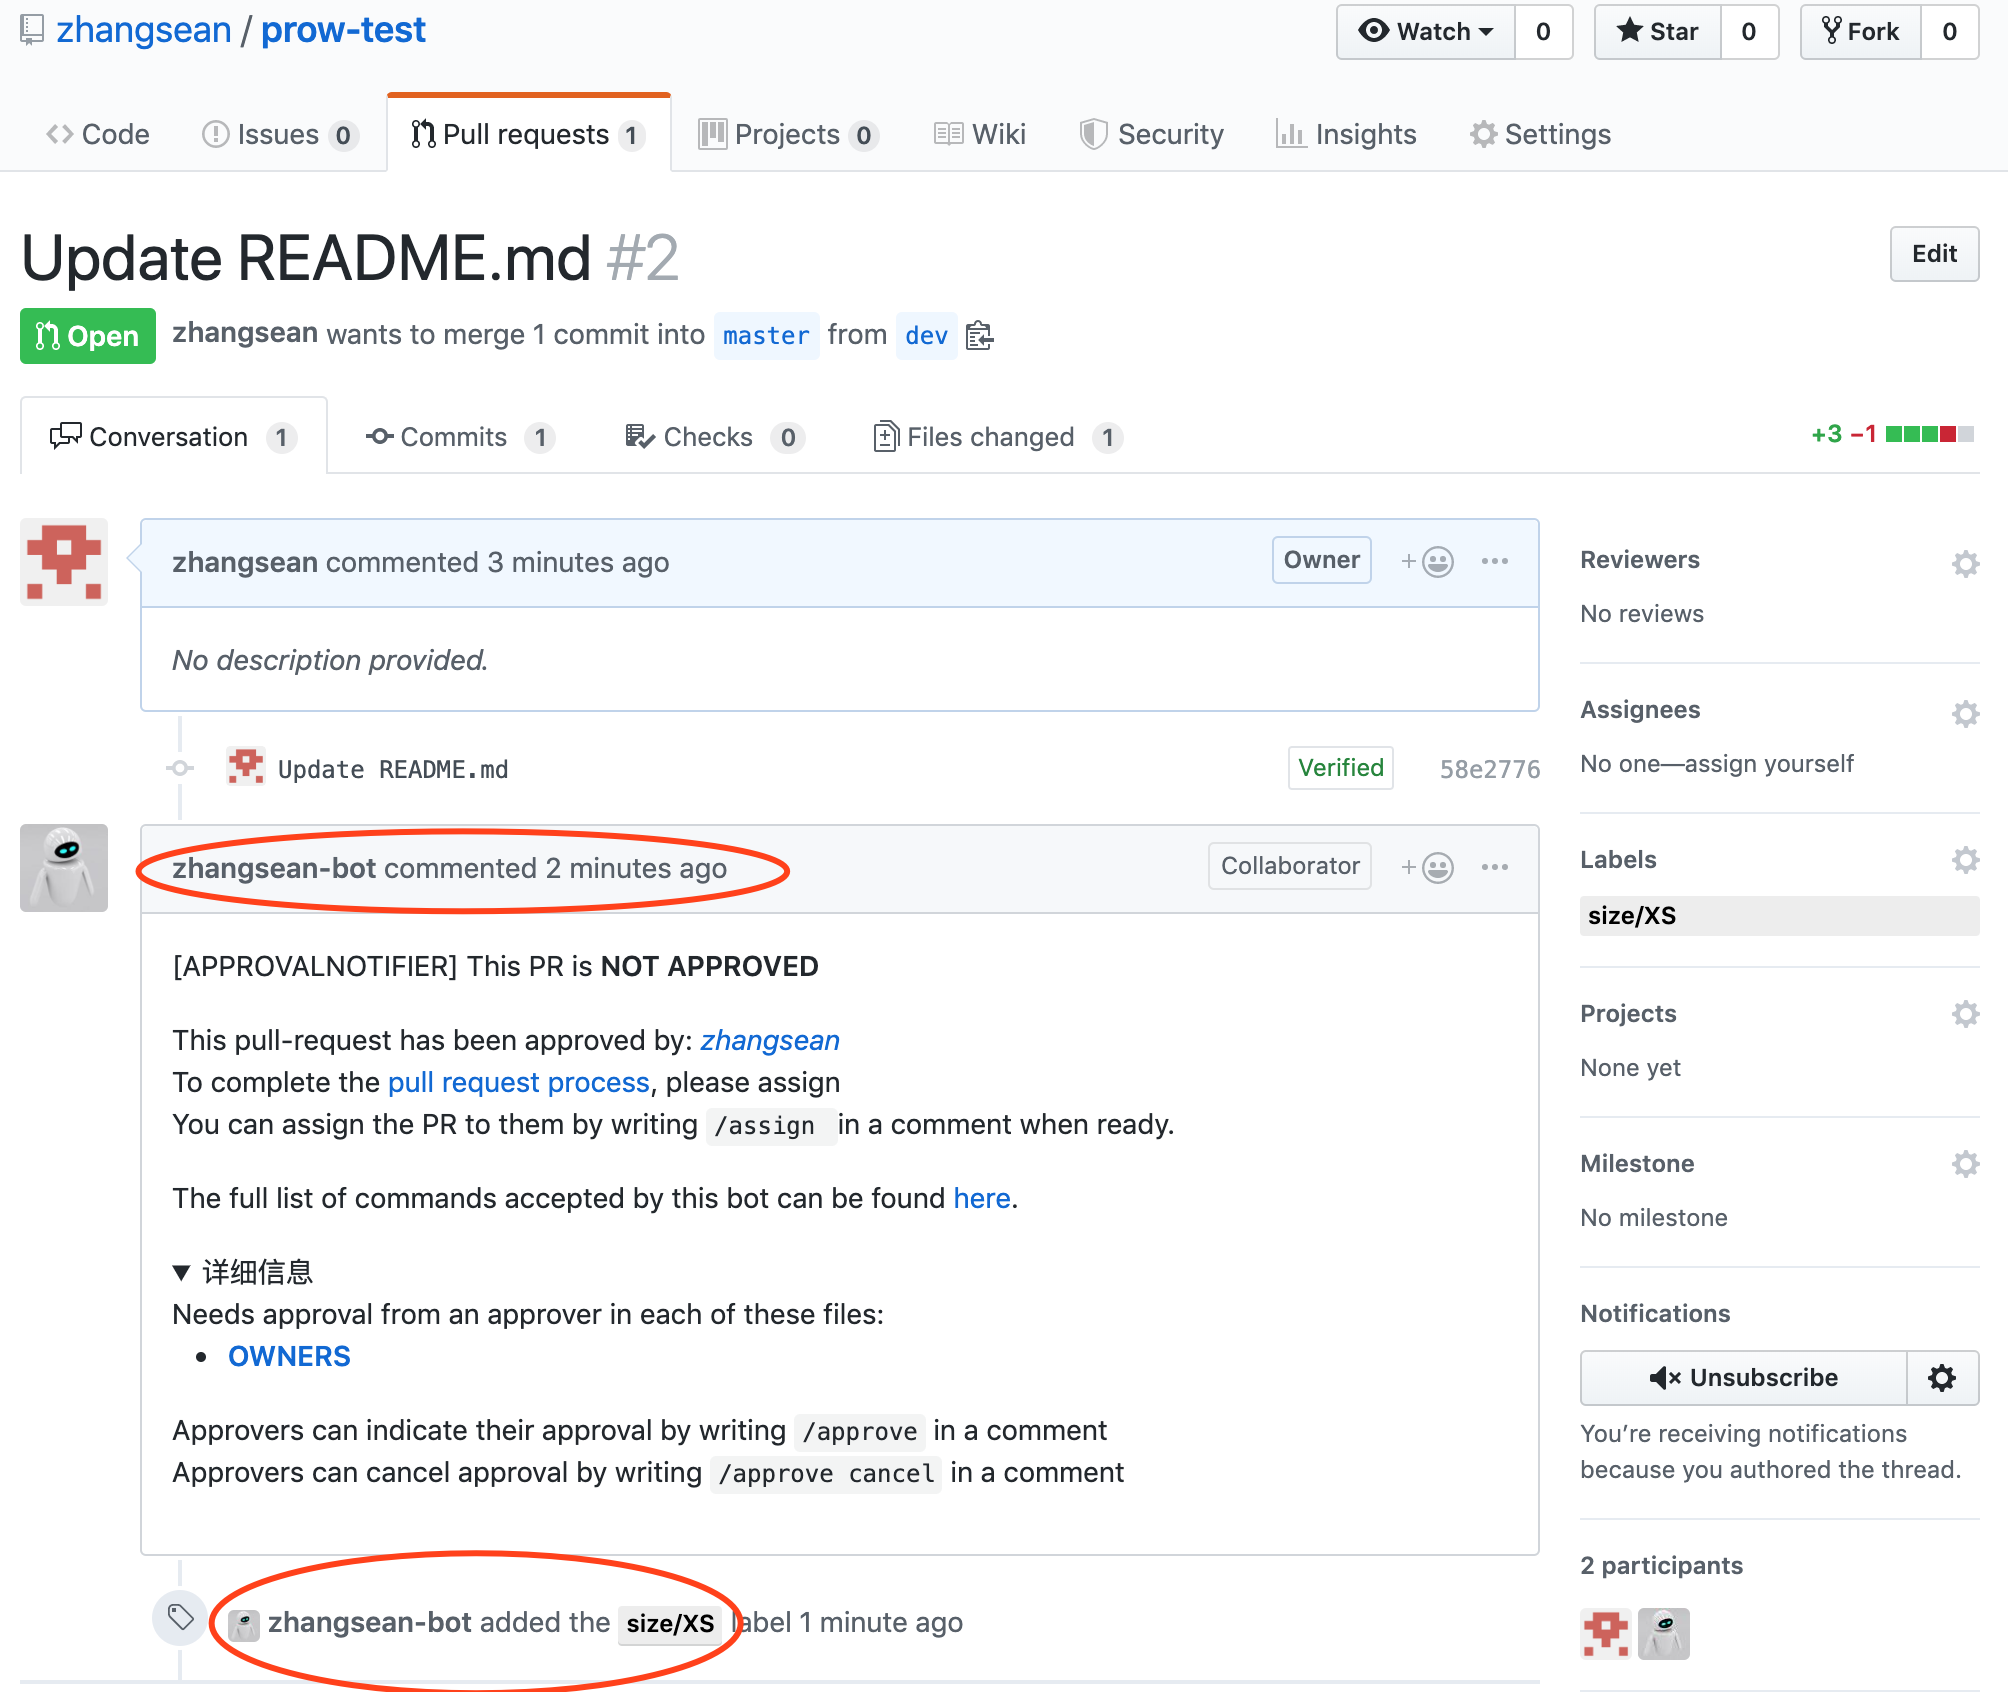 zhangsean / prow-test
Watch 0 Star 0 Fork 0
Code Issues 0 Pull requests 1 Projects 0 Wiki Security Insights Settings
Update README.md #2
Edit
Open zhangsean wants to merge 1 commit into master from dev
Conversation 1 Commits 1 Checks 0 Files changed 1
+3 −1
zhangsean commented 3 minutes ago
Owner
No description provided.
Update README.md
Verified 58e2776
zhangsean-bot commented 2 minutes ago
Collaborator
[APPROVALNOTIFIER] This PR is NOT APPROVED
This pull-request has been approved by: zhangsean
To complete the pull request process, please assign
You can assign the PR to them by writing /assign in a comment when ready.
The full list of commands accepted by this bot can be found here.
▼ 详细信息
Needs approval from an approver in each of these files:
• OWNERS
Approvers can indicate their approval by writing /approve in a comment
Approvers can cancel approval by writing /approve cancel in a comment
zhangsean-bot added the size/XS label 1 minute ago
Reviewers
No reviews
Assignees
No one—assign yourself
Labels
size/XS
Projects
None yet
Milestone
No milestone
Notifications
Unsubscribe
You’re receiving notifications
because you authored the thread.
2 participants